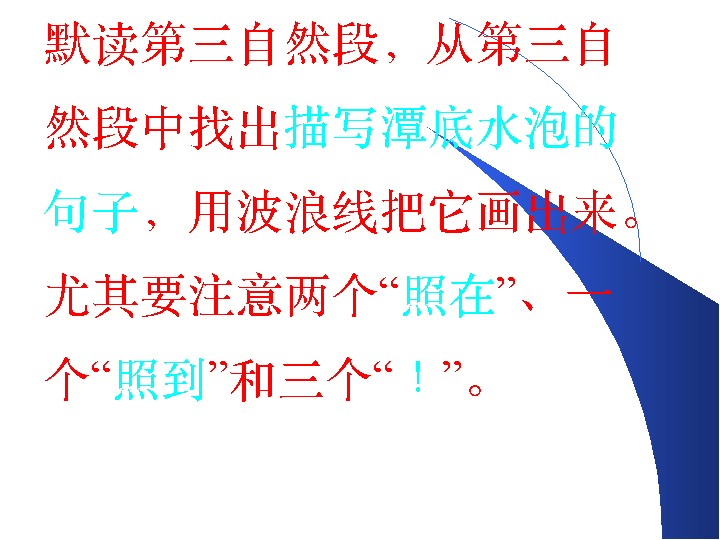 默读第三自然段，从第三自
然段中找出描写潭底水泡的
句子，用波浪线把它画出来。
尤其要注意两个“照在”、一
个“照到”和三个“！”。